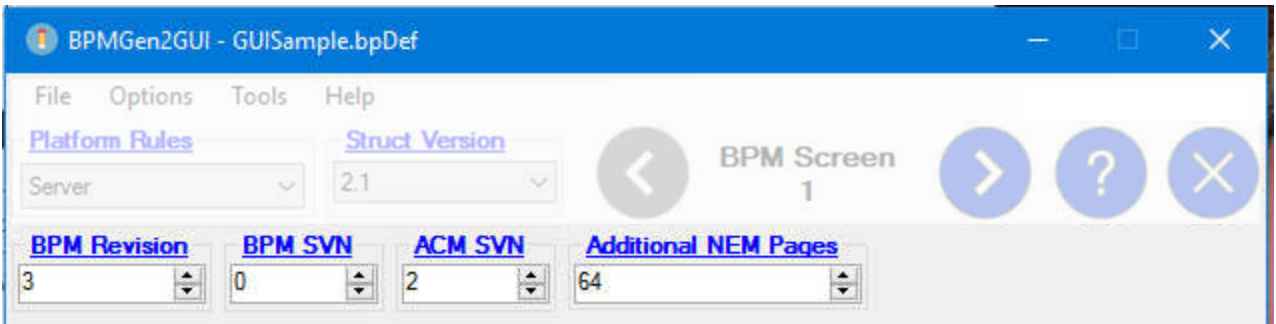 BPMGen2GUI - GUISample.bpDef
File Options Tools Help
Platform Rules Struct Version
Server 2.1 BPM Screen
1
?
BPM Revision BPM SVN ACM SVN Additional NEM Pages
3 0 2 64